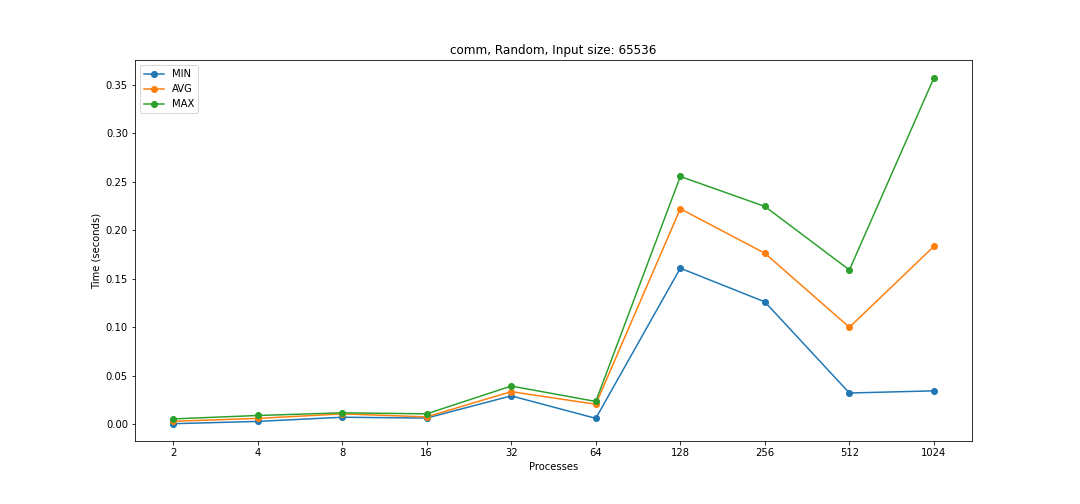 comm, Random, Input size: 65536
MIN
AVG
MAX
Time (seconds)
0.35
0.30
0.25
0.20
0.15
0.10
0.05
0.00
2 4 8 16 32 64 128 256 512 1024
Processes